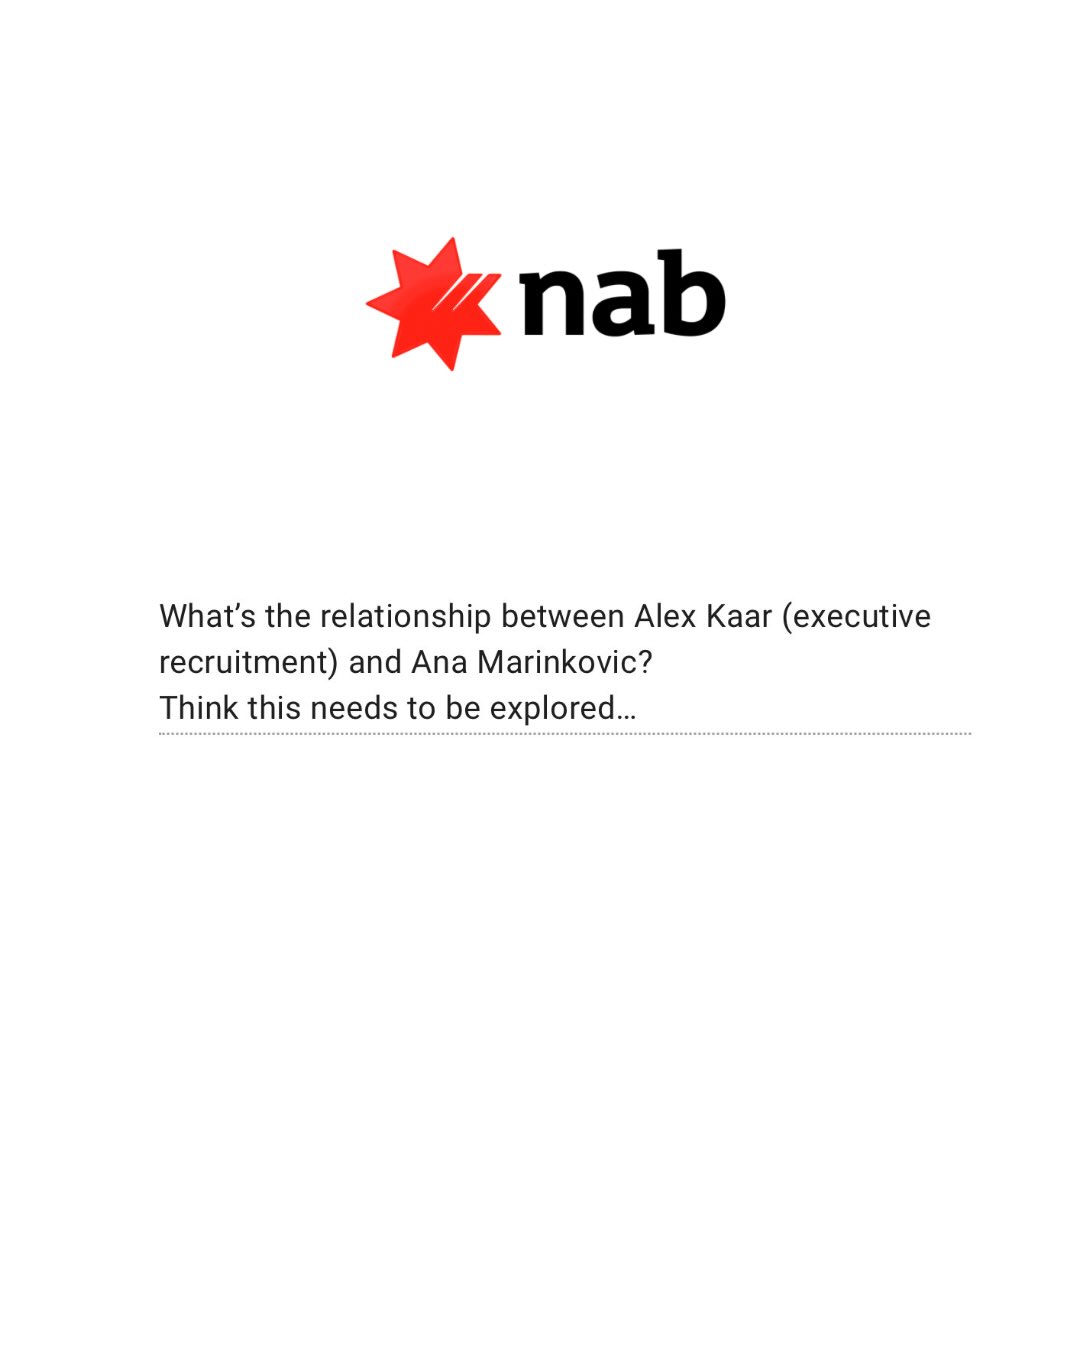 nab
What’s the relationship between Alex Kaar (executive
recruitment) and Ana Marinkovic?
Think this needs to be explored…